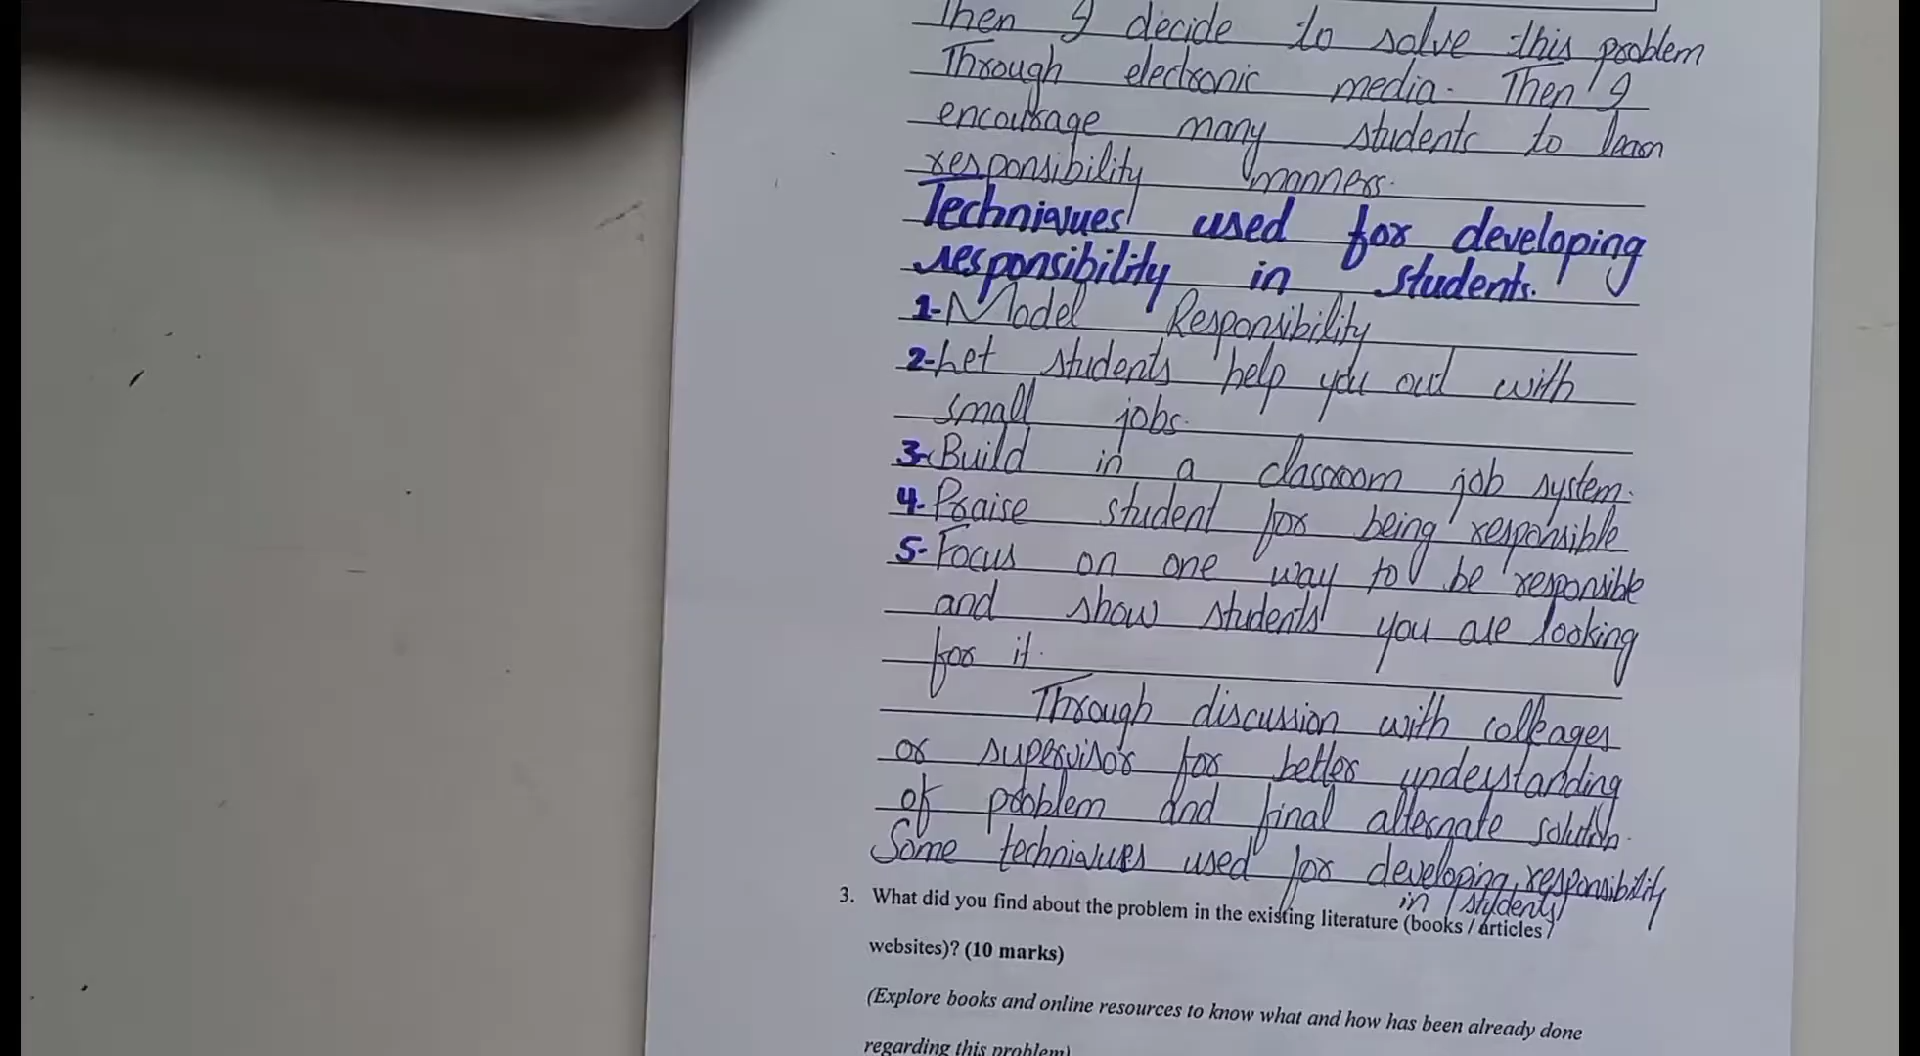 Then I decide to solve this problem
Through electronic media. Then I
encourage many students to learn
responsibility manners.
Techniques used for developing
responsibility in students.
1-Model Responsibility
2-Let students help you out with
small jobs.
3-Build in a classroom job system.
4-Praise student for being responsible
5-Focus on one way to be responsible
and show students you are looking
for it.
Through discussion with colleages
or supervisor for better understanding
of problem and final alternate solution.
Some techniques used for developing responsibility
in students
3. What did you find about the problem in the existing literature (books / articles /
websites)? (10 marks)
(Explore books and online resources to know what and how has been already done
regarding this problem)